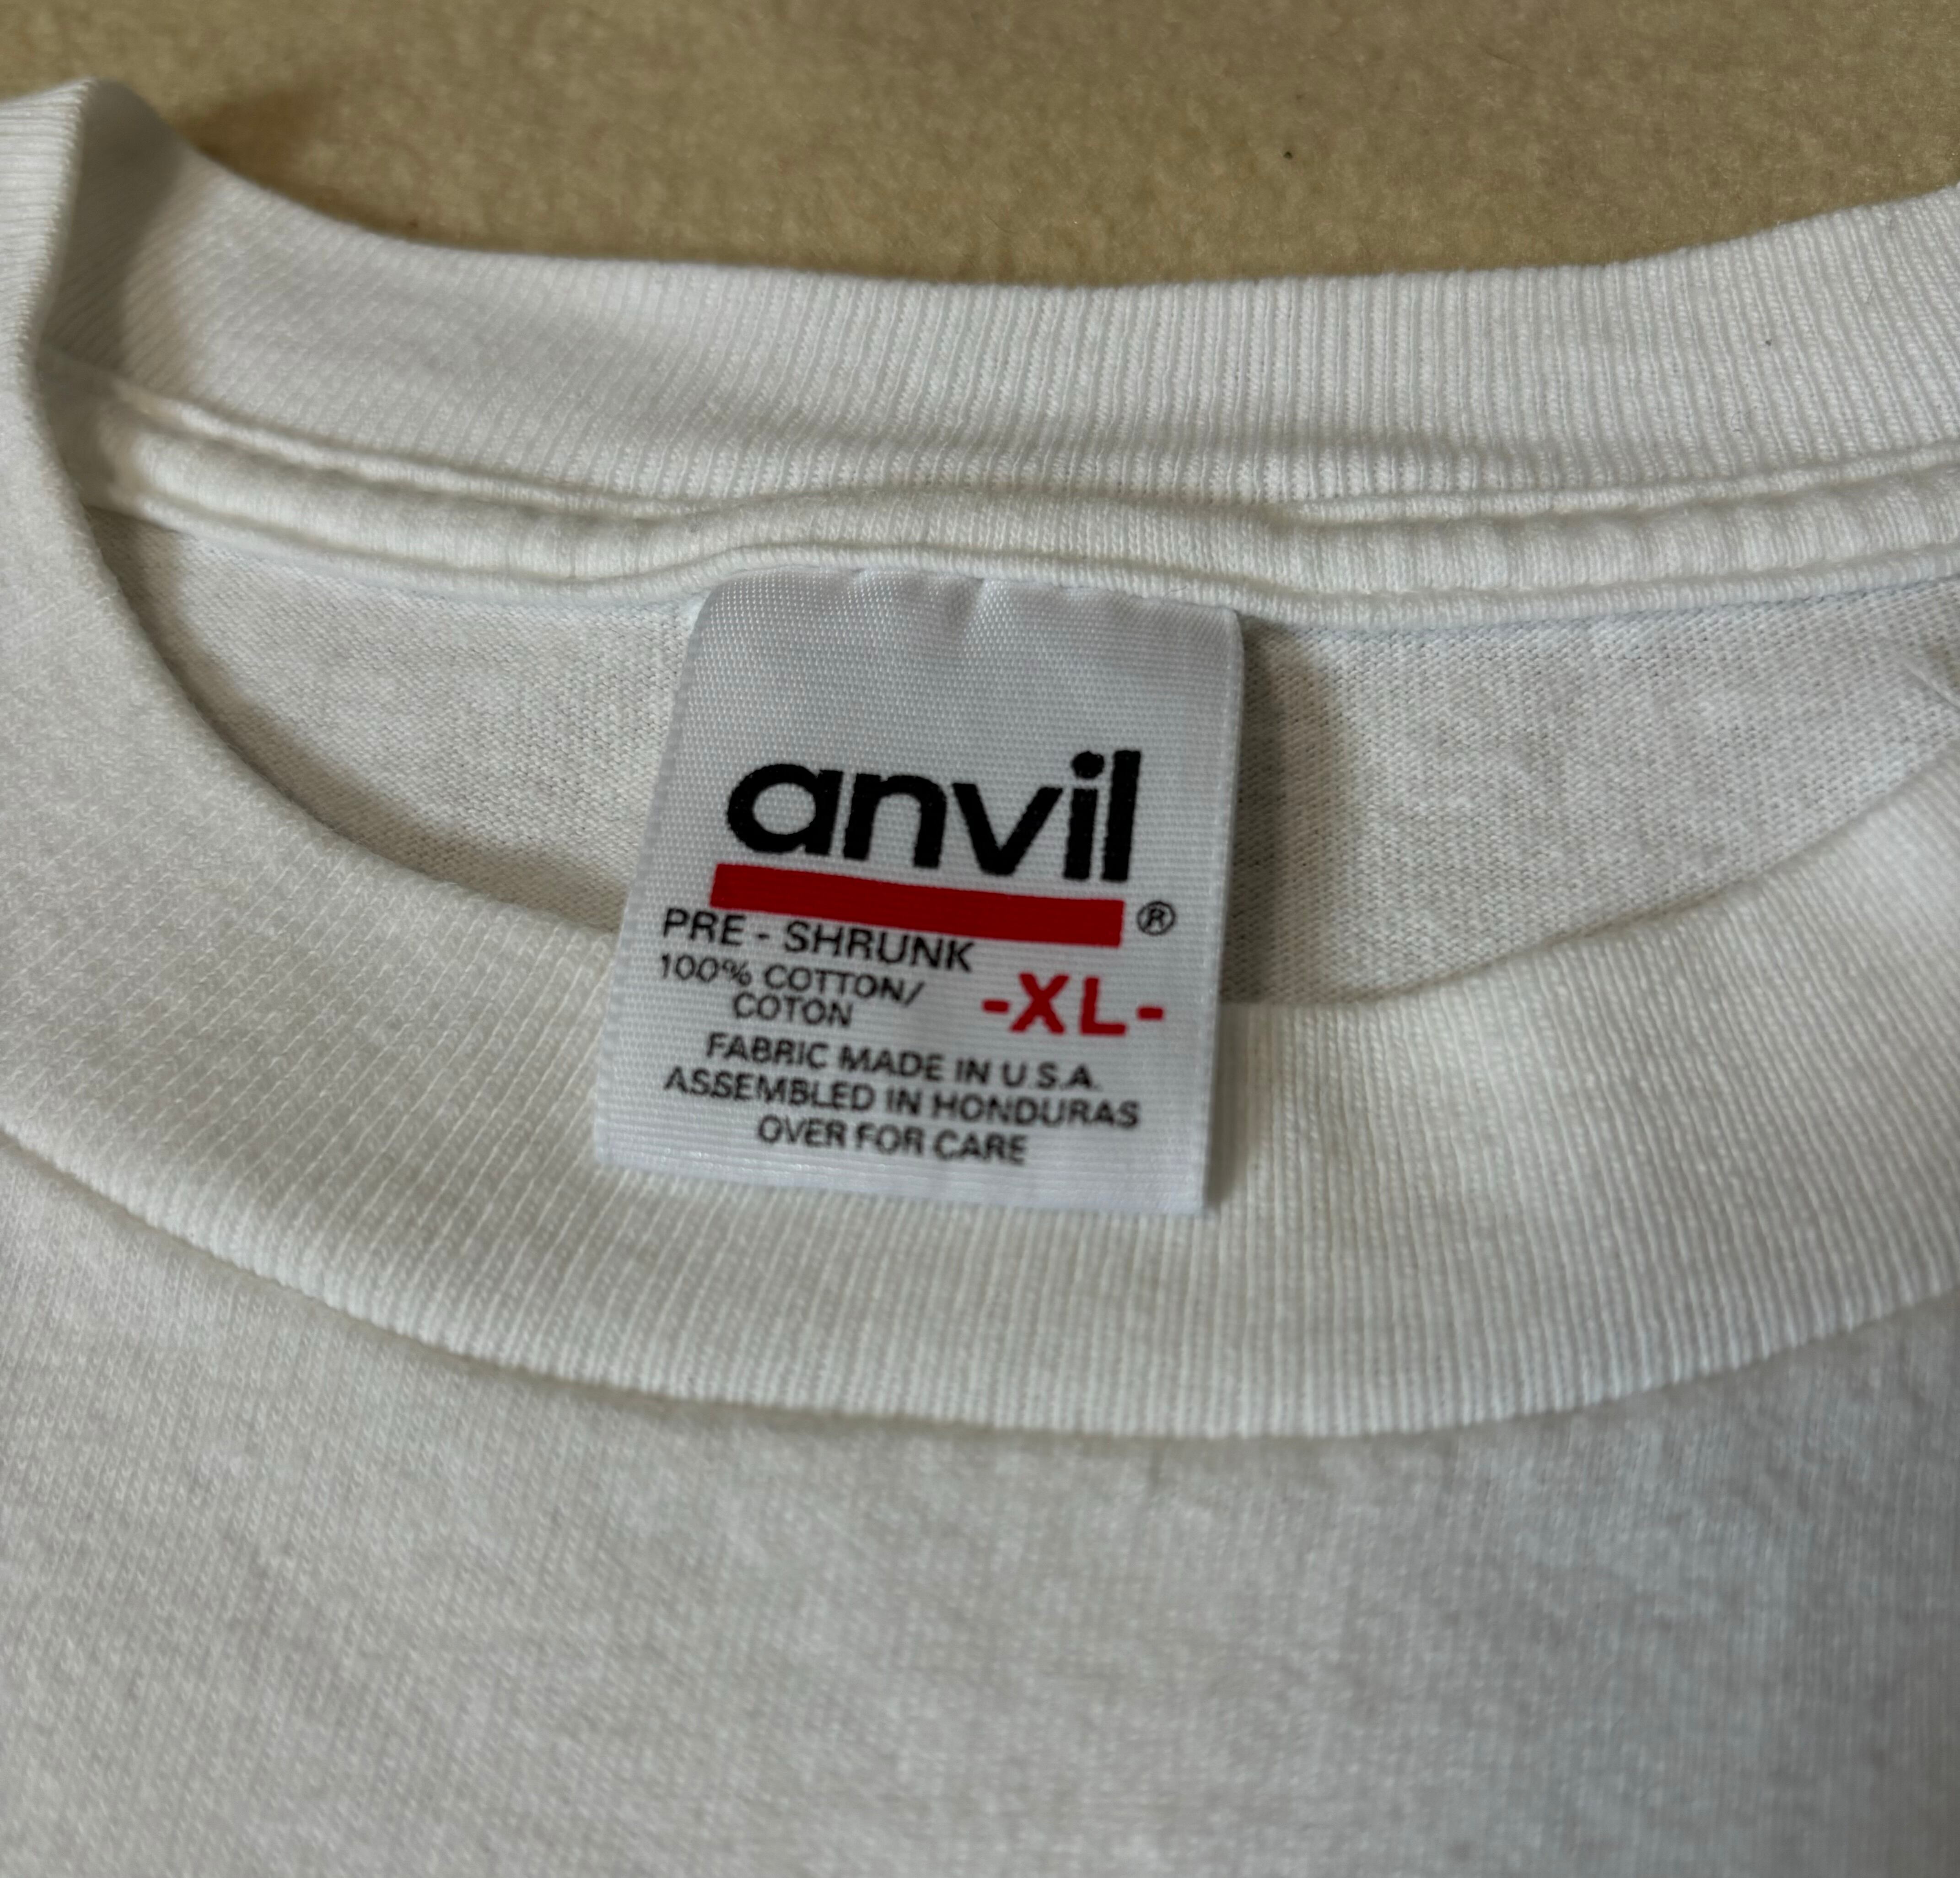 anvil®
PRE - SHRUNK
100% COTTON/
COTON
-XL-
FABRIC MADE IN U.S.A.
ASSEMBLED IN HONDURAS
OVER FOR CARE